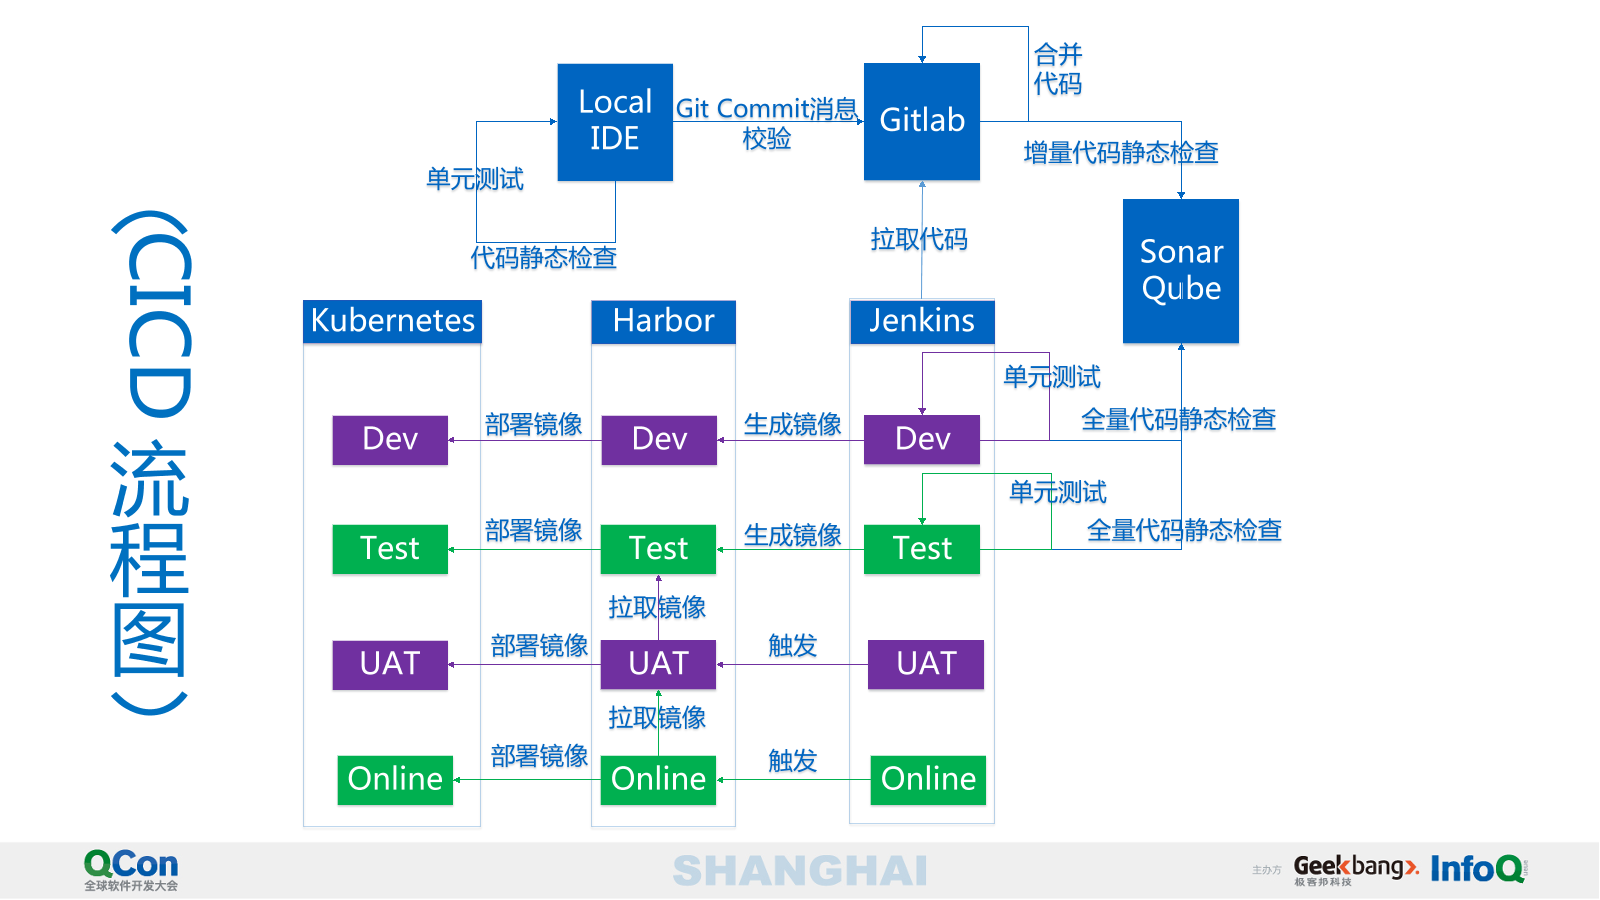 (CICD 流程图)
合并
代码
Local
IDE
Git Commit消息
校验
Gitlab
增量代码静态检查
单元测试
代码静态检查
拉取代码
Sonar
Qube
Kubernetes
Harbor
Jenkins
单元测试
全量代码静态检查
Dev
部署镜像
Dev
生成镜像
Dev
单元测试
全量代码静态检查
Test
部署镜像
Test
生成镜像
Test
拉取镜像
UAT
部署镜像
UAT
触发
UAT
拉取镜像
Online
部署镜像
Online
触发
Online
QCon
全球软件开发大会
SHANGHAI
主办方
Geekbang>.
极客邦科技
InfoQ